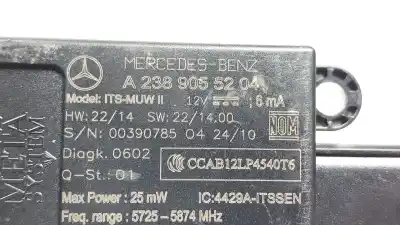 MERCEDES-BENZ
A 238 905 52 04
Model: ITS-MUW II 12V 6 mA
HW: 22/14 SW: 22/14.00
NOM
S/N: 00390785 04 24/10
Diagk. 0602
CCAB12LP4540T6
Q-St.: 01
META
SYSTEM
Max Power : 25 mW IC:4429A-ITSSEN
Freq. range : 5725 - 5874 MHz